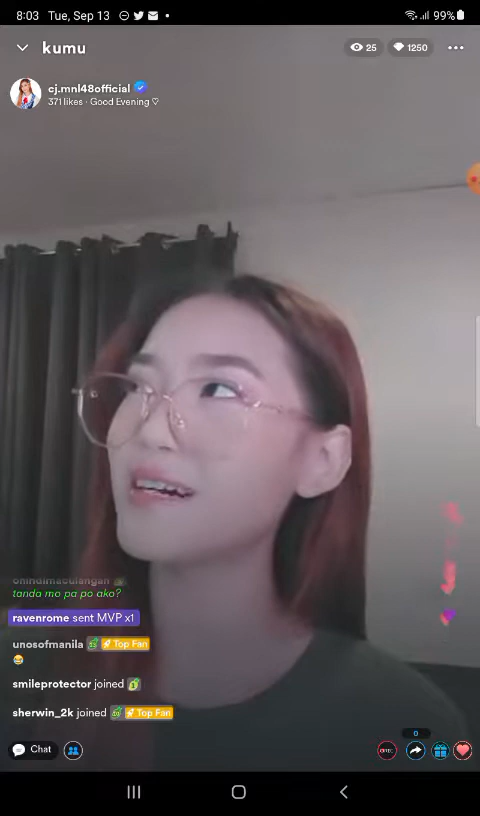 8:03 Tue, Sep 13 99%
kumu
25 1250
cj.mnl48official
371 likes · Good Evening ♡
onindimaculangan
tanda mo pa po ako?
ravenrome sent MVP x1
unosofmanila Top Fan
😂
smileprotector joined
sherwin_2k joined Top Fan
0
Chat